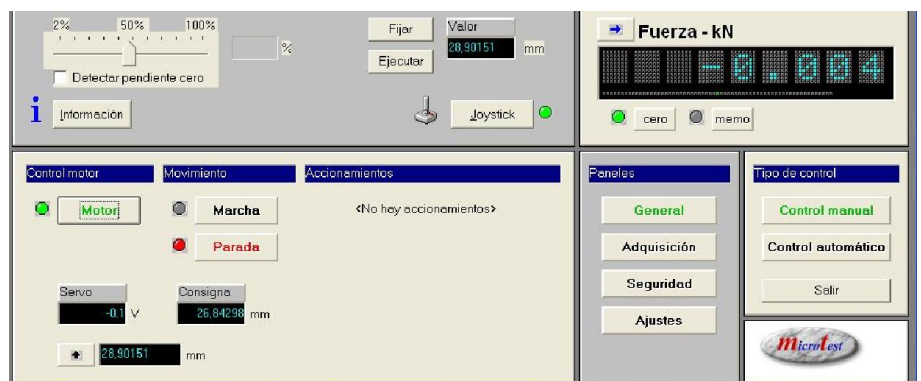 2% 50% 100%
%
Detectar pendiente cero
i Información
Fijar
Ejecutar
Valor
28,90151 mm
Joystick
Fuerza - kN
-0.004
cero memo
Control motor
Motor
Movimiento
Marcha
Parada
Accionamientos
<No hay accionamientos>
Servo
-0,1 V
Consigna
26,84298 mm
28,90151 mm
Paneles
General
Adquisición
Seguridad
Ajustes
Tipo de control
Control manual
Control automático
Salir
Microtest